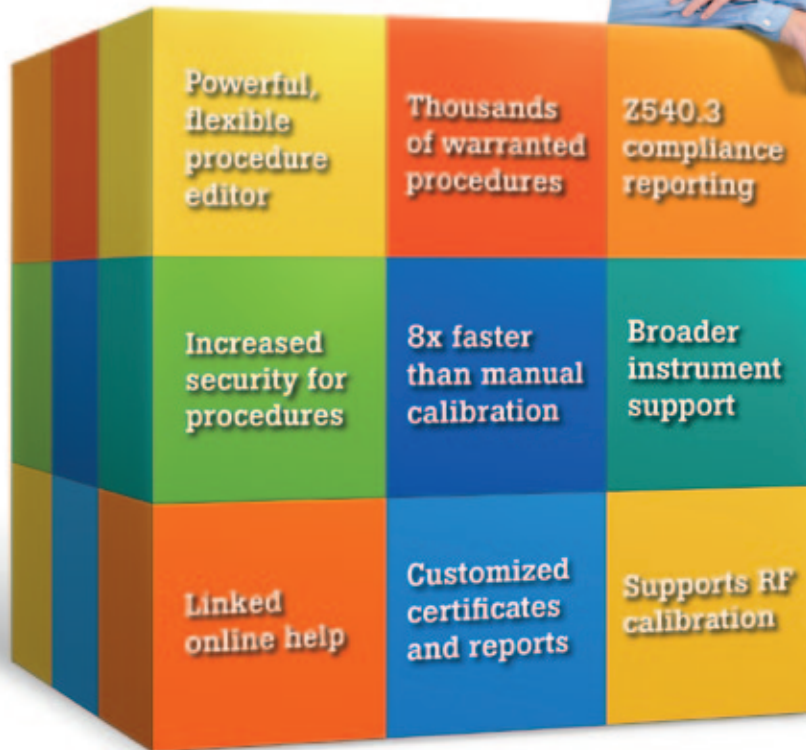 Powerful,
flexible
procedure
editor
Thousands
of warranted
procedures
Z540.3
compliance
reporting
Increased
security for
procedures
8x faster
than manual
calibration
Broader
instrument
support
Linked
online help
Customized
certificates
and reports
Supports RF
calibration